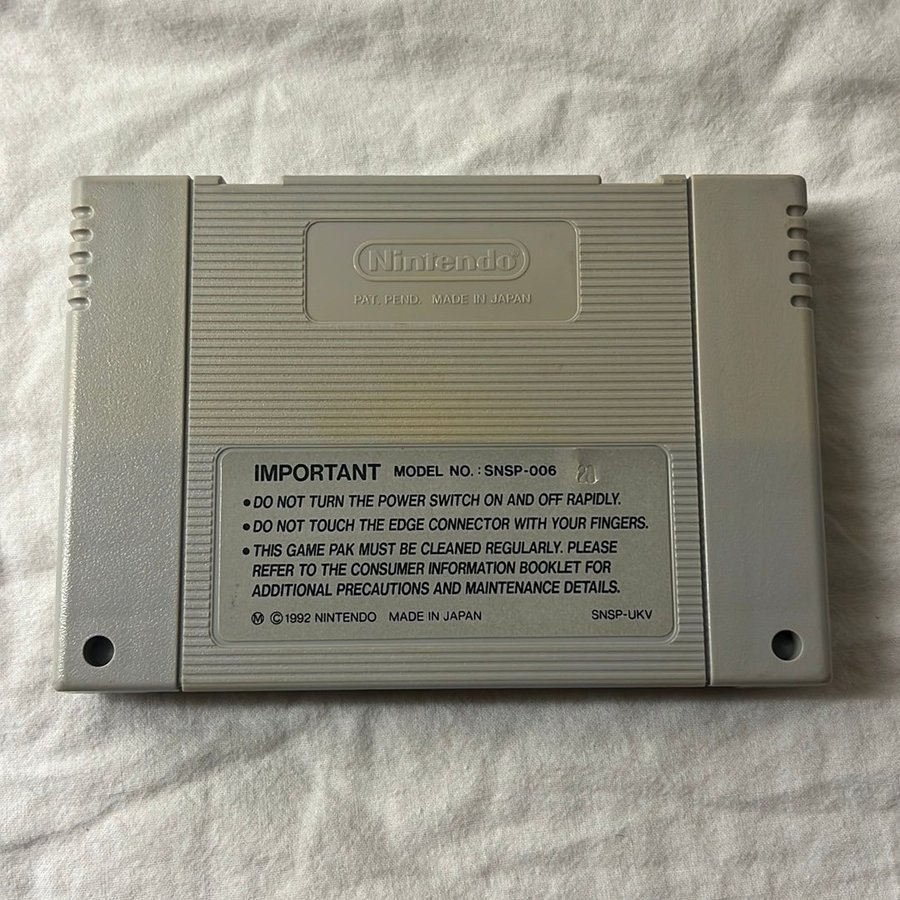 Nintendo®
PAT. PEND. MADE IN JAPAN
IMPORTANT MODEL NO. : SNSP-006 20
• DO NOT TURN THE POWER SWITCH ON AND OFF RAPIDLY.
• DO NOT TOUCH THE EDGE CONNECTOR WITH YOUR FINGERS.
• THIS GAME PAK MUST BE CLEANED REGULARLY. PLEASE
REFER TO THE CONSUMER INFORMATION BOOKLET FOR
ADDITIONAL PRECAUTIONS AND MAINTENANCE DETAILS.
Ⓜ ©1992 NINTENDO MADE IN JAPAN SNSP-UKV